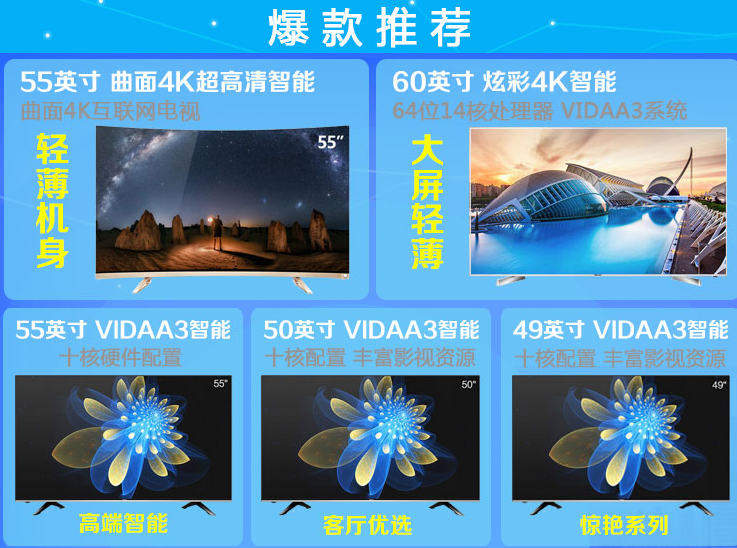 爆款推荐
55英寸 曲面4K超高清智能
曲面4K互联网电视
轻薄机身
55"
60英寸 炫彩4K智能
64位14核处理器 VIDAA3系统
大屏轻薄
55英寸 VIDAA3智能
十核硬件配置
55"
高端智能
50英寸 VIDAA3智能
十核配置 丰富影视资源
50"
客厅优选
49英寸 VIDAA3智能
十核配置 丰富影视资源
49"
惊艳系列